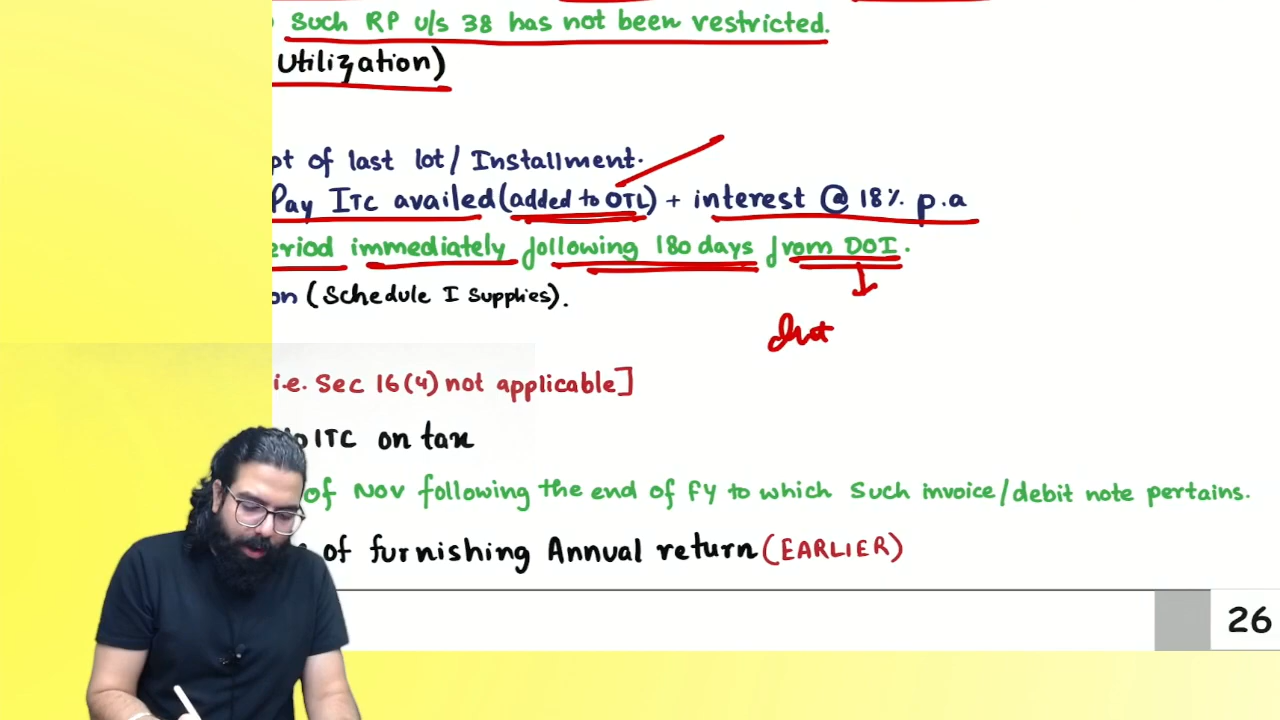 Such RP u/s 38 has not been restricted.
Utilization)
pt of last lot/ Installment.
Pay ITC availed (added to OTL) + interest @ 18% p.a
eriod immediately following 180 days from DOI.
on (Schedule I Supplies).
i.e. Sec 16(4) not applicable]
ITC on tax
of Nov following the end of FY to which Such invoice/debit note pertains.
of furnishing Annual return (EARLIER)
26